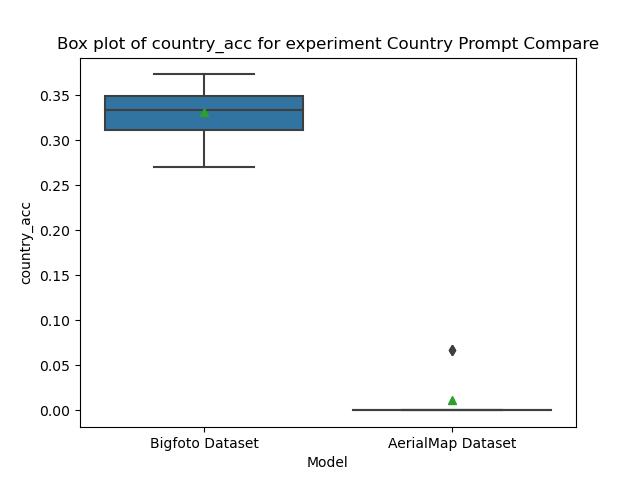 Box plot of country_acc for experiment Country Prompt Compare
country_acc
0.35
0.30
0.25
0.20
0.15
0.10
0.05
0.00
Bigfoto Dataset
AerialMap Dataset
Model